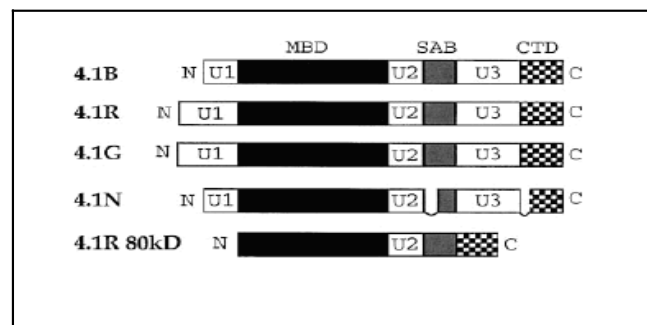 MBD SAB CTD
4.1B N U1 U2 U3 C
4.1R N U1 U2 U3 C
4.1G N U1 U2 U3 C
4.1N N U1 U2 U3 C
4.1R 80kD N U2 C